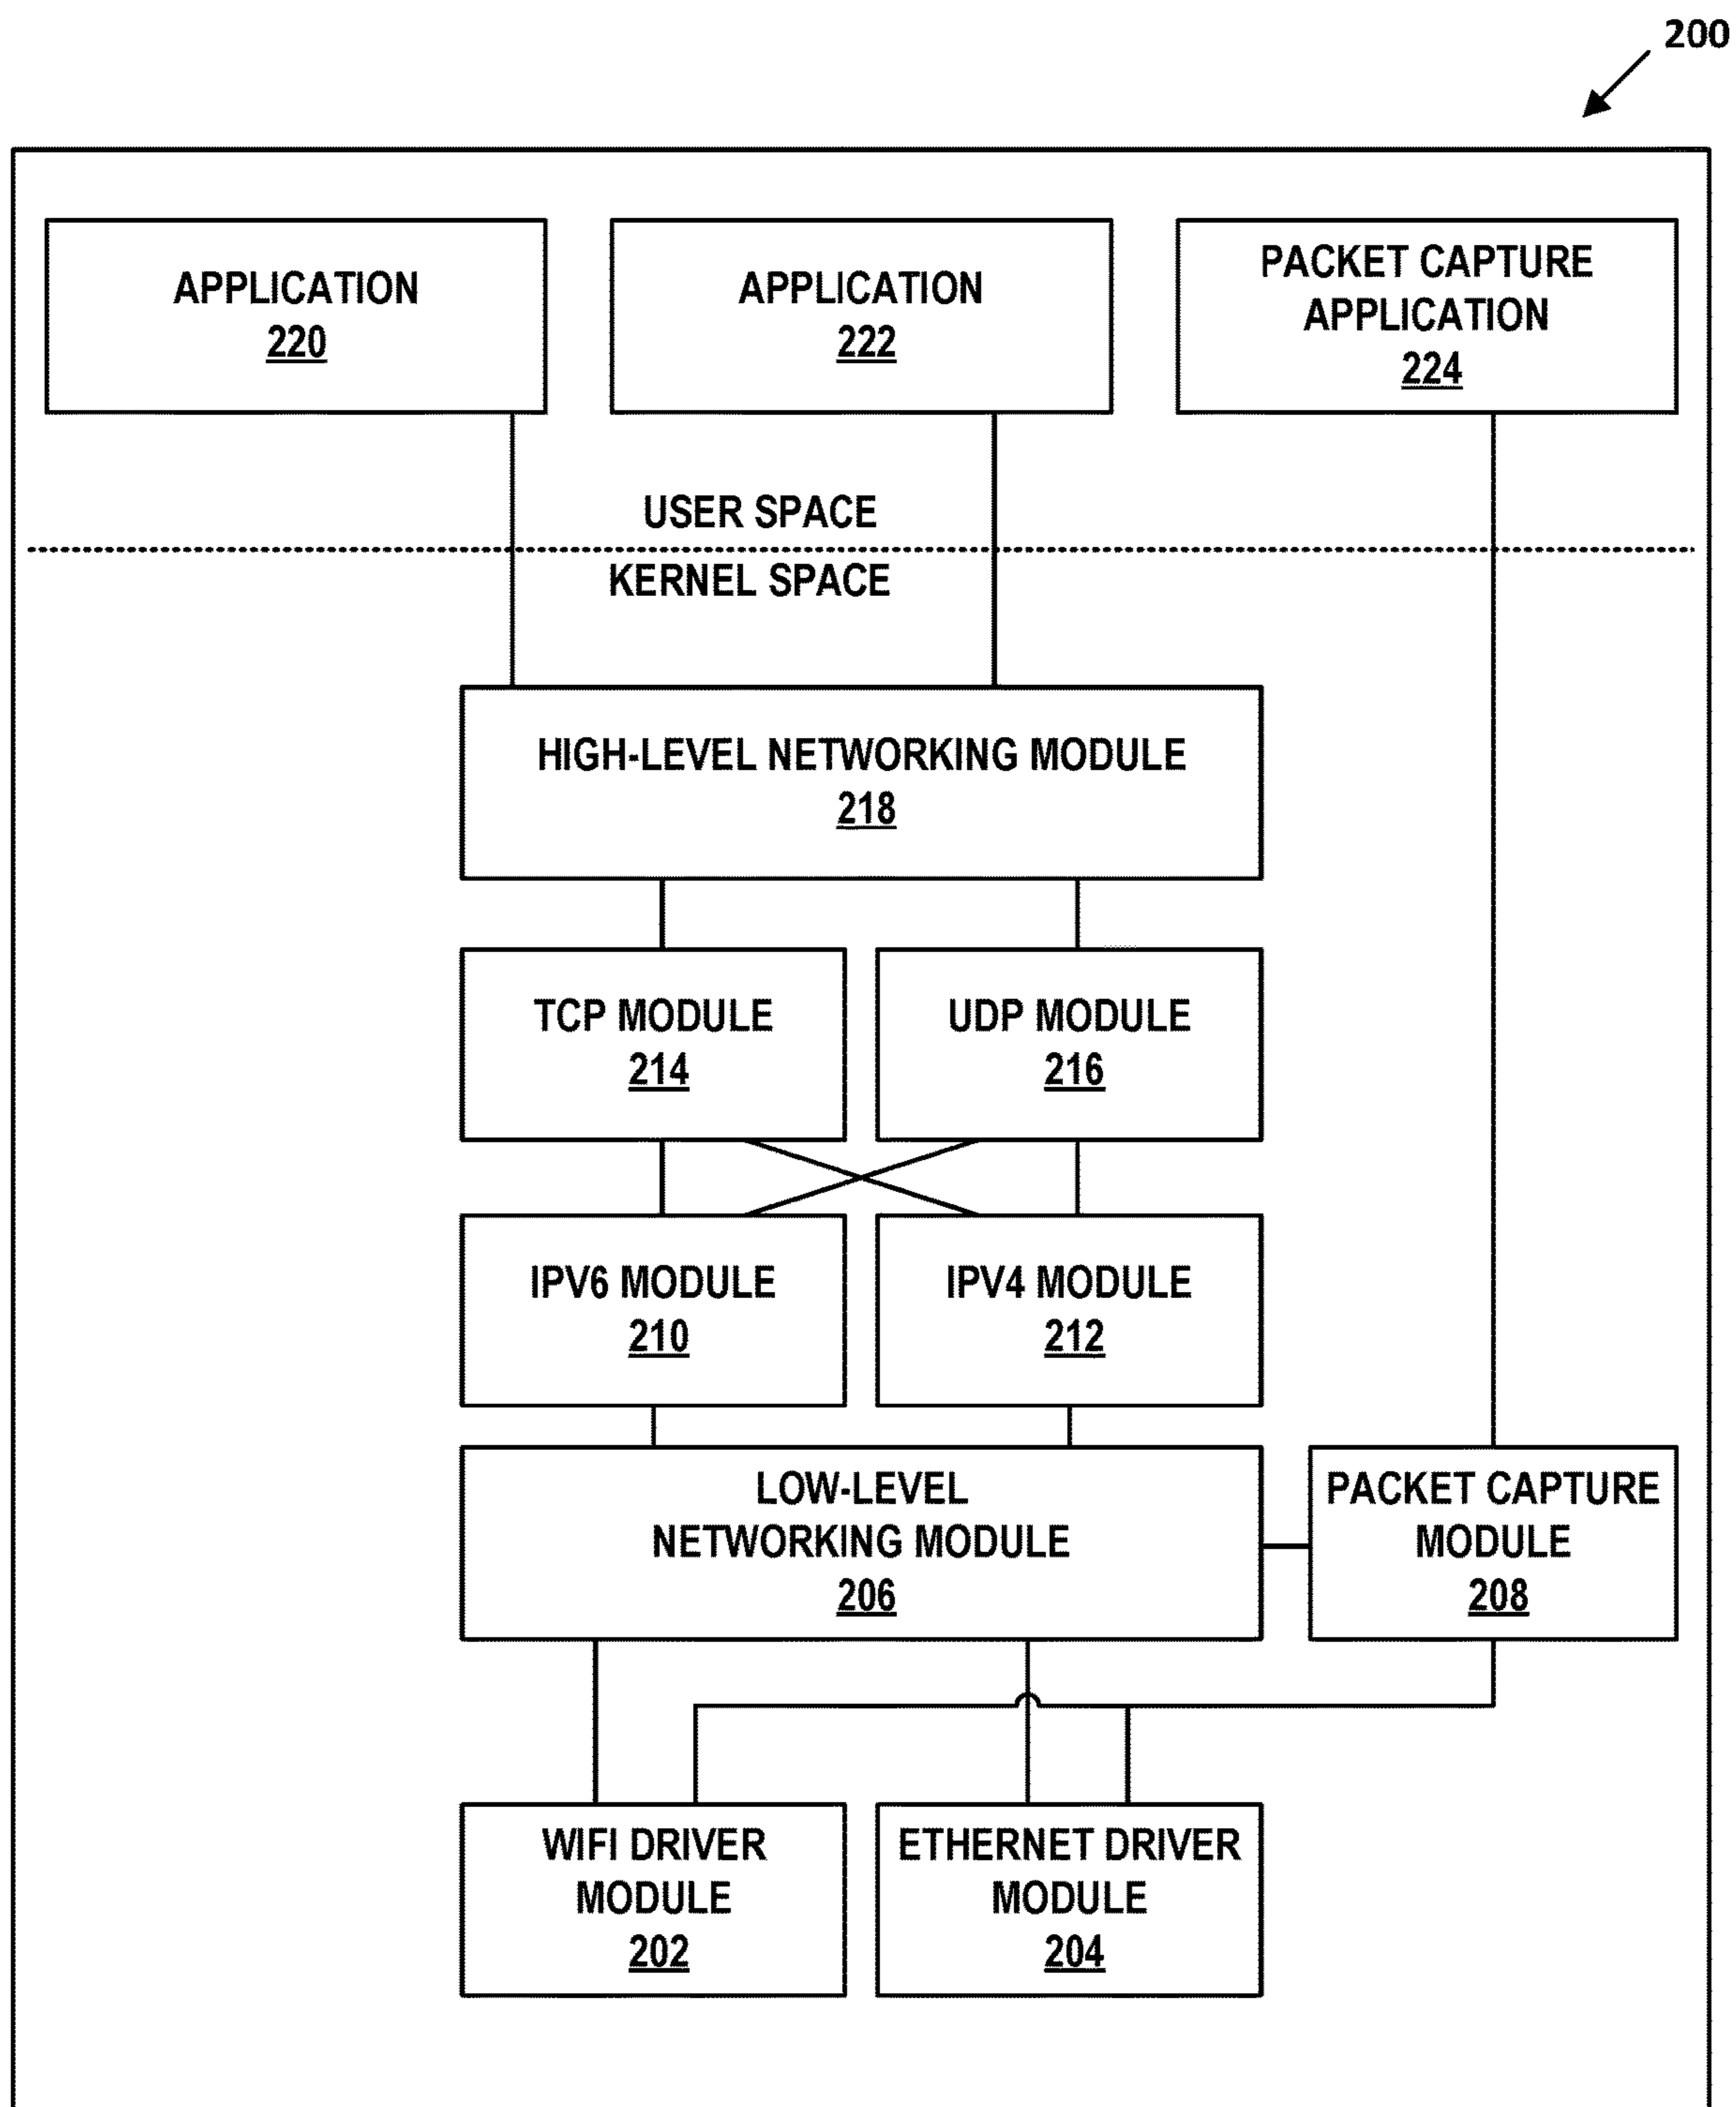 200
APPLICATION
220
APPLICATION
222
PACKET CAPTURE
APPLICATION
224
USER SPACE
KERNEL SPACE
HIGH-LEVEL NETWORKING MODULE
218
TCP MODULE
214
UDP MODULE
216
IPV6 MODULE
210
IPV4 MODULE
212
LOW-LEVEL
NETWORKING MODULE
206
PACKET CAPTURE
MODULE
208
WIFI DRIVER
MODULE
202
ETHERNET DRIVER
MODULE
204